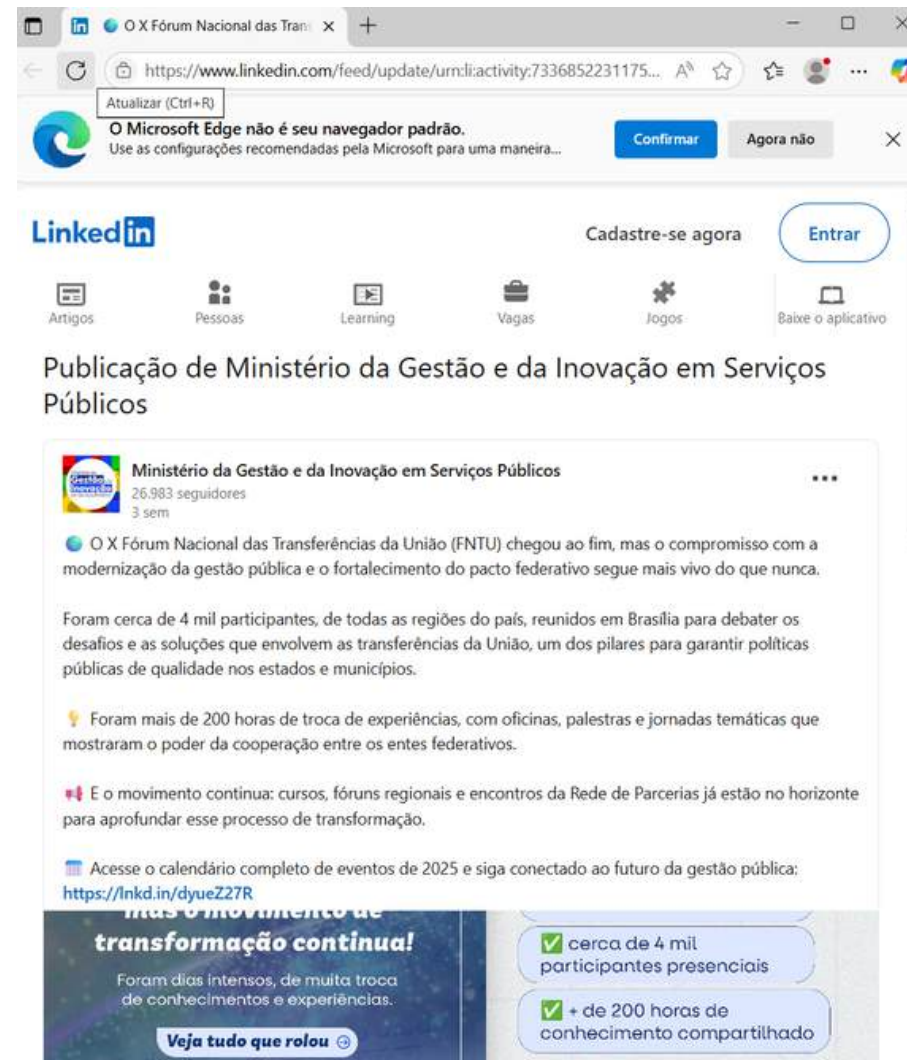 O X Fórum Nacional das Tran
https://www.linkedin.com/feed/update/urn:li:activity:7336852231175...
Atualizar (Ctrl+R)
O Microsoft Edge não é seu navegador padrão.
Use as configurações recomendadas pela Microsoft para uma maneira...
Confirmar
Agora não
Linked in
Cadastre-se agora
Entrar
Artigos
Pessoas
Learning
Vagas
Jogos
Baixe o aplicativo
Publicação de Ministério da Gestão e da Inovação em Serviços
Públicos
Gestão
Inovação
Ministério da Gestão e da Inovação em Serviços Públicos
26.983 seguidores
3 sem
O X Fórum Nacional das Transferências da União (FNTU) chegou ao fim, mas o compromisso com a
modernização da gestão pública e o fortalecimento do pacto federativo segue mais vivo do que nunca.
Foram cerca de 4 mil participantes, de todas as regiões do país, reunidos em Brasília para debater os
desafios e as soluções que envolvem as transferências da União, um dos pilares para garantir políticas
públicas de qualidade nos estados e municípios.
Foram mais de 200 horas de troca de experiências, com oficinas, palestras e jornadas temáticas que
mostraram o poder da cooperação entre os entes federativos.
E o movimento continua: cursos, fóruns regionais e encontros da Rede de Parcerias já estão no horizonte
para aprofundar esse processo de transformação.
Acesse o calendário completo de eventos de 2025 e siga conectado ao futuro da gestão pública:
https://lnkd.in/dyueZ27R
mas o movimento de
transformação continua!
Foram dias intensos, de muita troca
de conhecimentos e experiências.
Veja tudo que rolou
cerca de 4 mil
participantes presenciais
+ de 200 horas de
conhecimento compartilhado